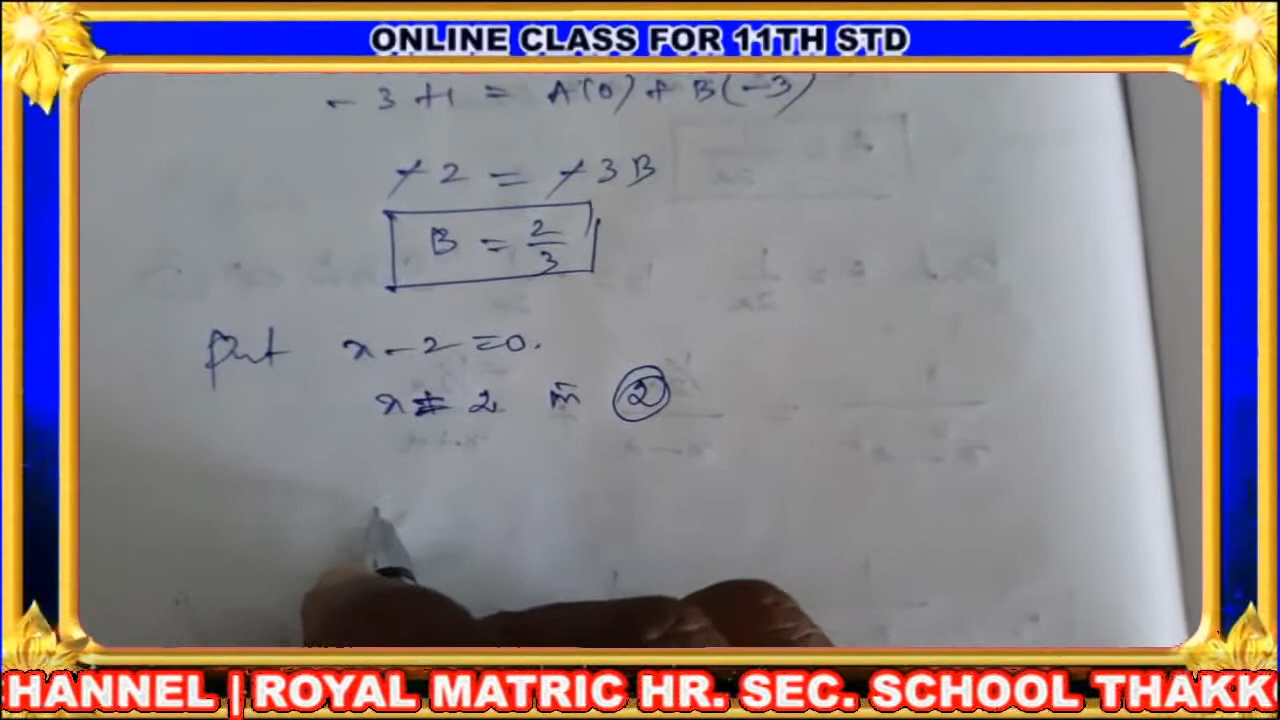 ONLINE CLASS FOR 11TH STD
- 3 + 1 = A(0) + B(-3)
- 2 = - 3 B
B = 2/3
Put x - 2 = 0.
x = 2 in 2
HANNEL | ROYAL MATRIC HR. SEC. SCHOOL THAKK